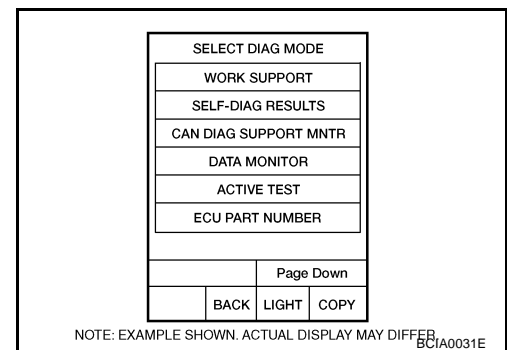 SELECT DIAG MODE
WORK SUPPORT
SELF-DIAG RESULTS
CAN DIAG SUPPORT MNTR
DATA MONITOR
ACTIVE TEST
ECU PART NUMBER
Page Down
BACK LIGHT COPY
NOTE: EXAMPLE SHOWN. ACTUAL DISPLAY MAY DIFFER.
BCIA0031E